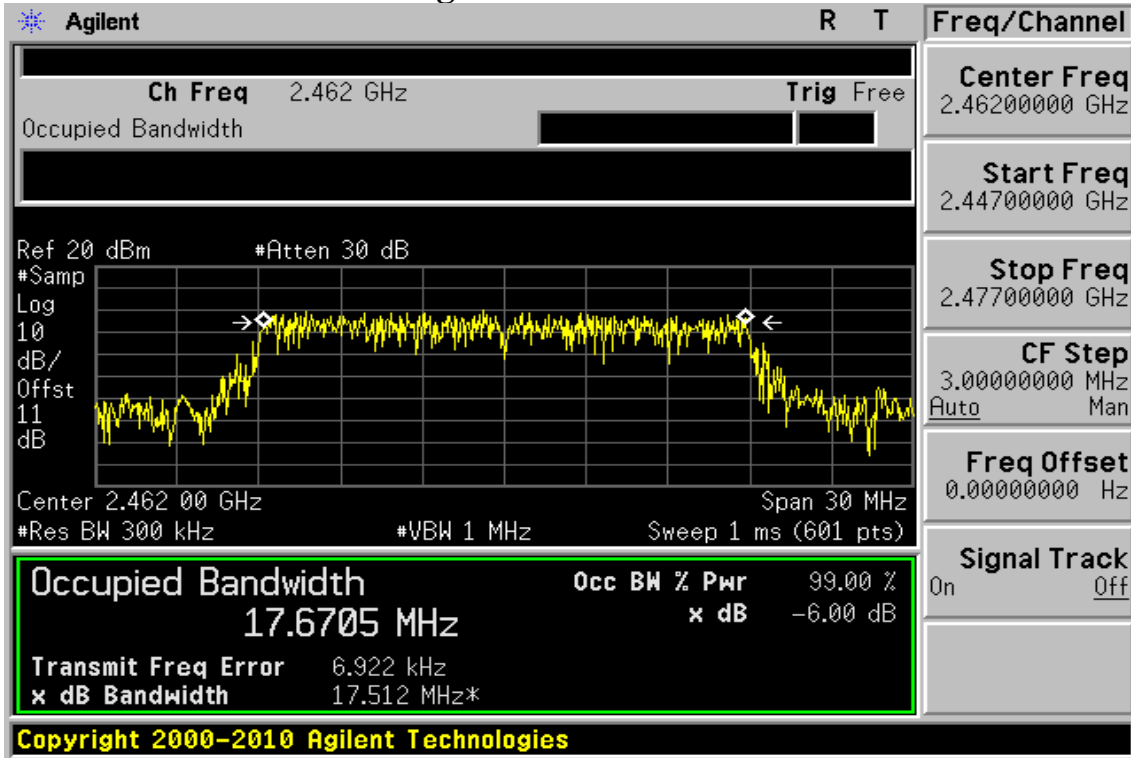 Agilent
R T
Freq/Channel
Ch Freq 2.462 GHz
Trig Free
Occupied Bandwidth
Center Freq
2.46200000 GHz
Start Freq
2.44700000 GHz
Stop Freq
2.47700000 GHz
CF Step
3.00000000 MHz
Auto Man
Freq Offset
0.00000000 Hz
Signal Track
On Off
Ref 20 dBm
#Atten 30 dB
#Samp
Log
10
dB/
Offst
11
dB
Center 2.462 00 GHz
Span 30 MHz
#Res BW 300 kHz
#VBW 1 MHz
Sweep 1 ms (601 pts)
Occupied Bandwidth
17.6705 MHz
Occ BW % Pwr 99.00 %
x dB -6.00 dB
Transmit Freq Error 6.922 kHz
x dB Bandwidth 17.512 MHz*
Copyright 2000-2010 Agilent Technologies